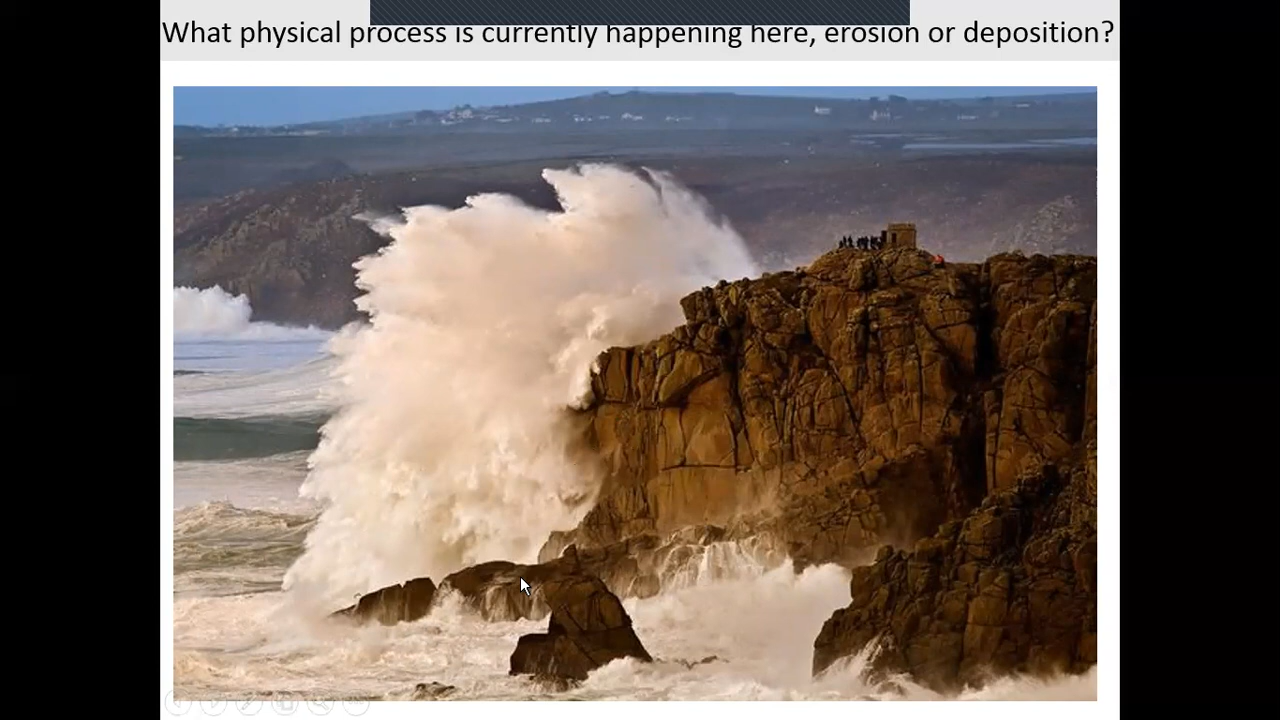 What physical process is currently happening here, erosion or deposition?